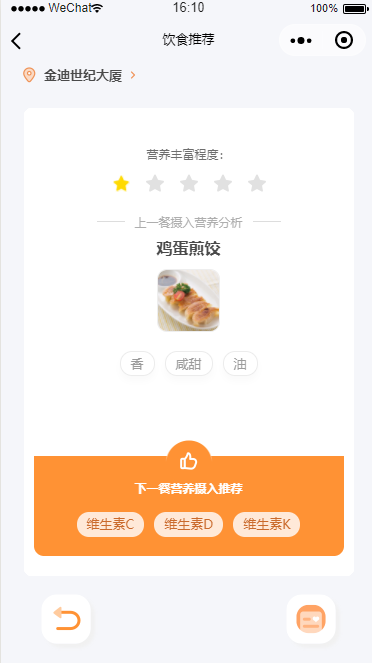 WeChat 16:10 100%
饮食推荐
金迪世纪大厦
营养丰富程度:
上一餐摄入营养分析
鸡蛋煎饺
香 咸甜 油
下一餐营养摄入推荐
维生素C 维生素D 维生素K